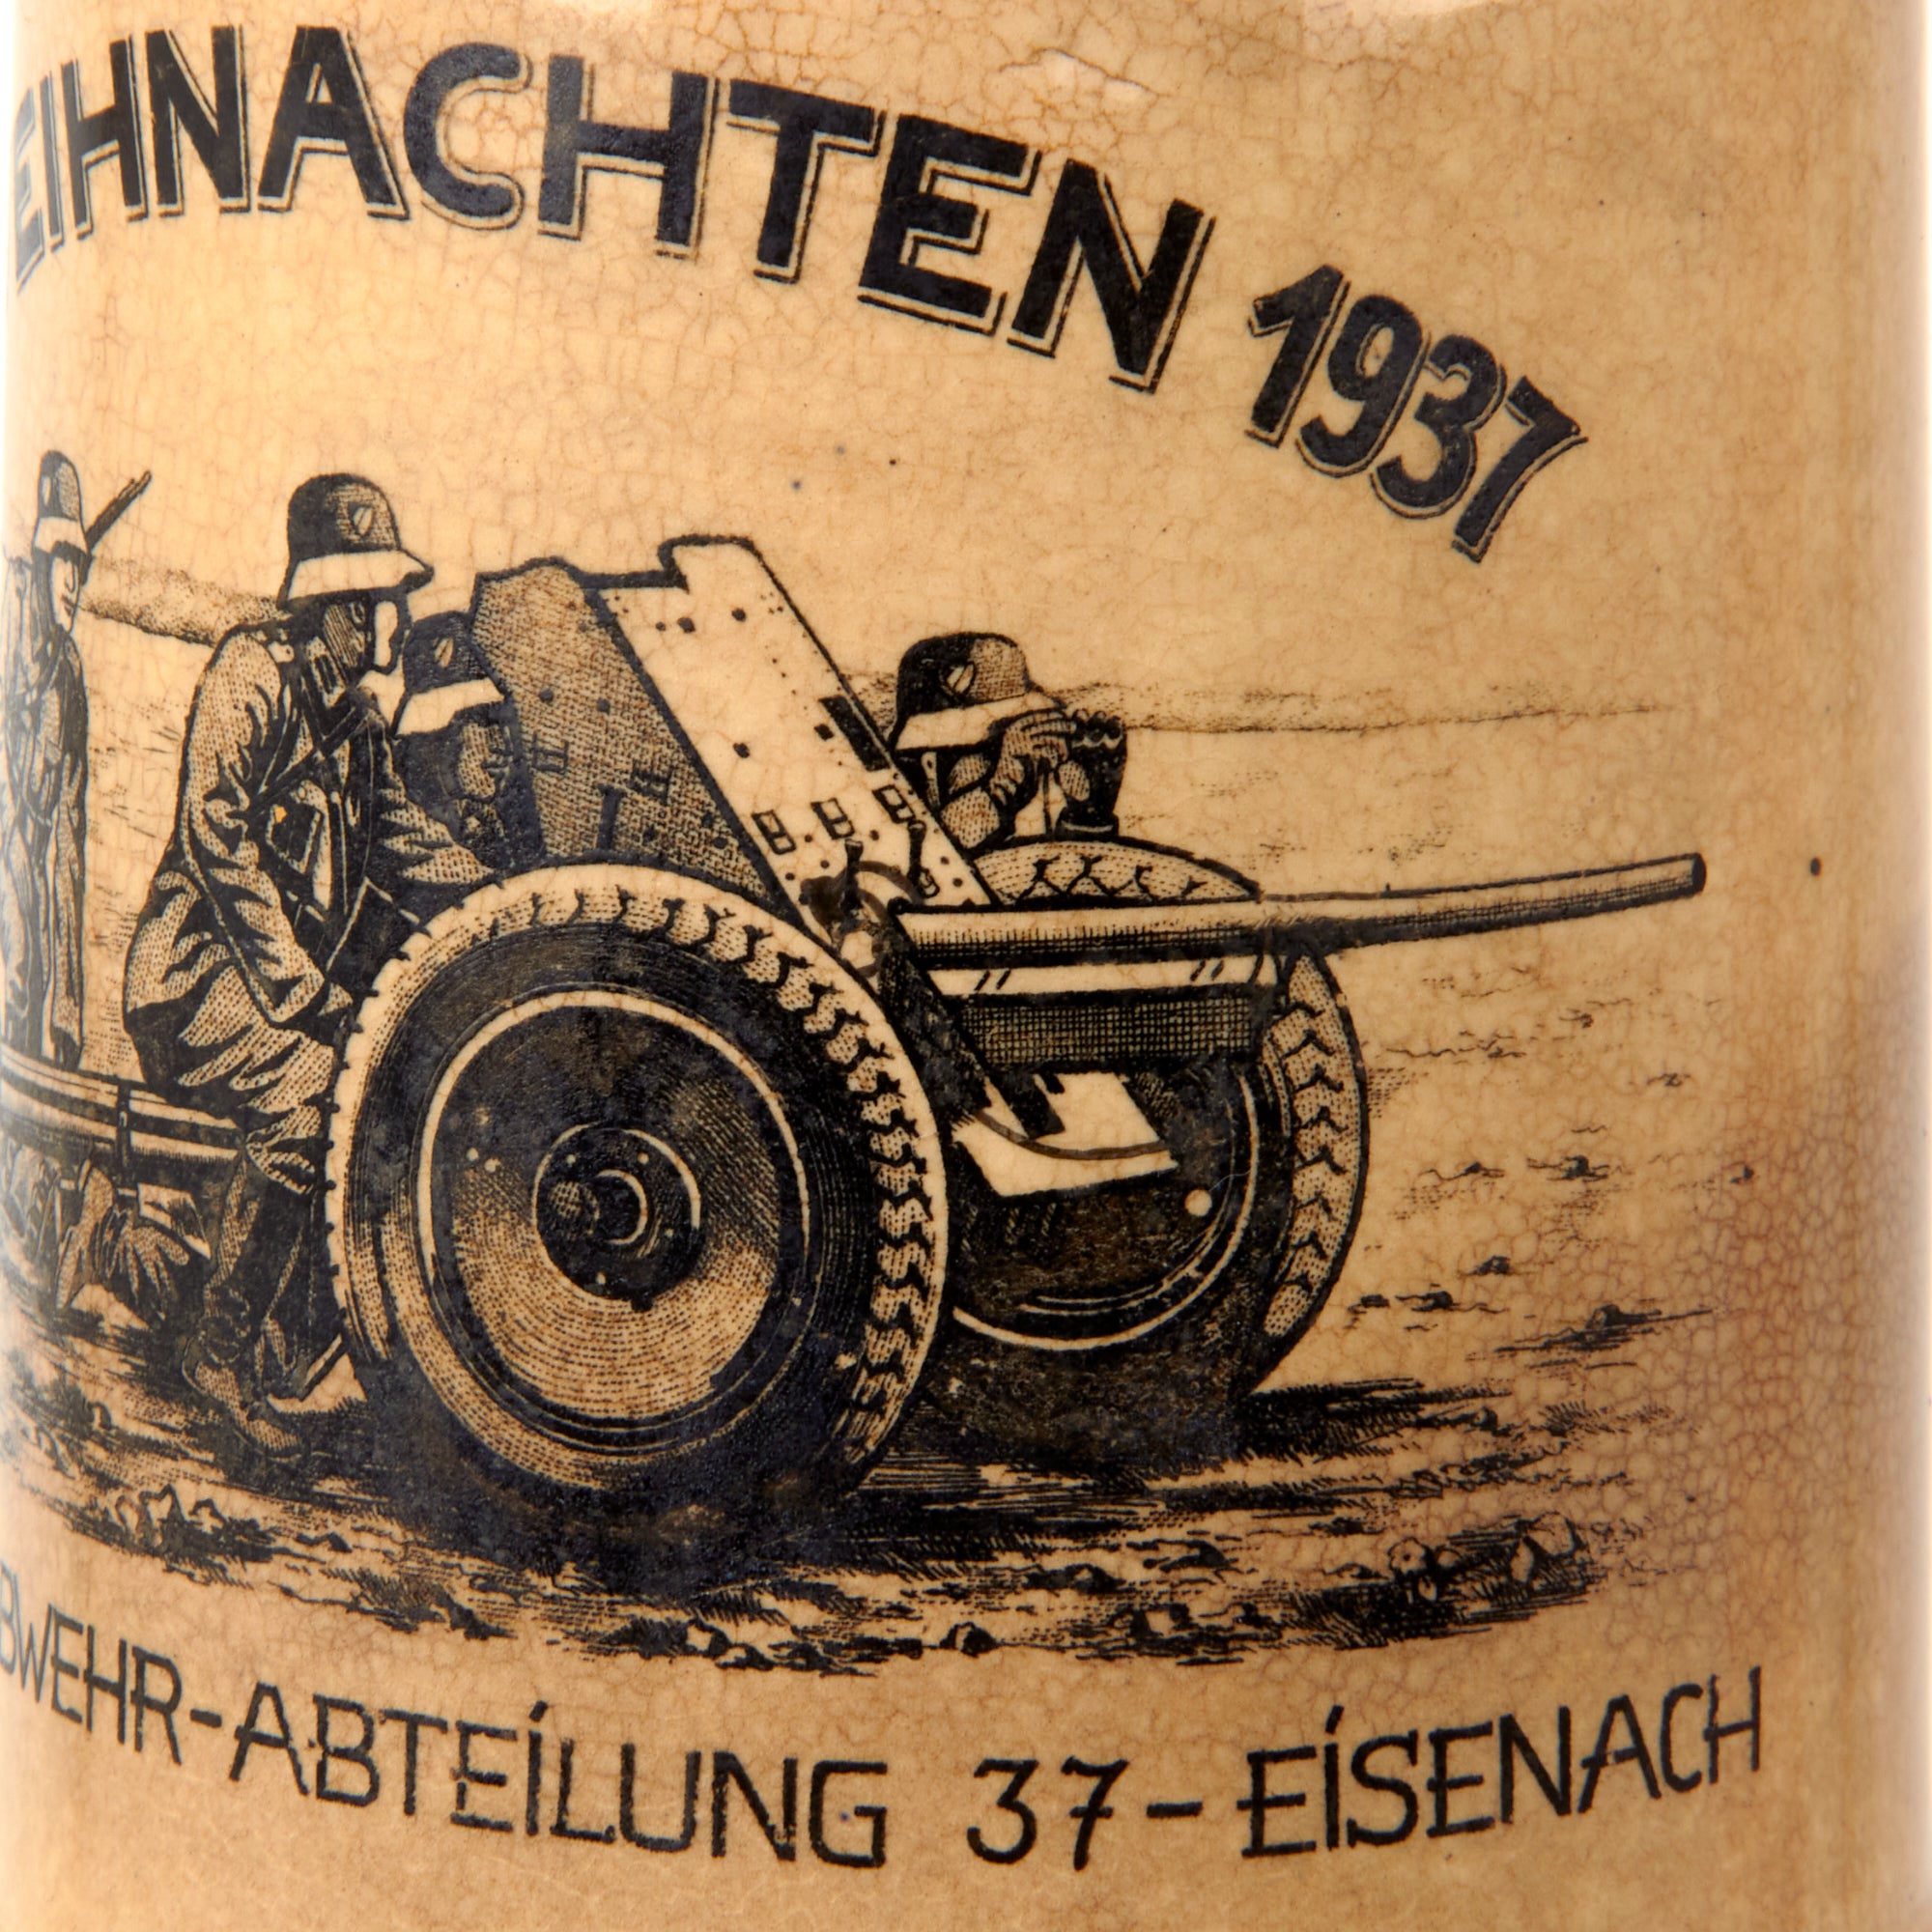 EIHNACHTEN 1937
BWEHR-ABTEILUNG 37-EISENACH